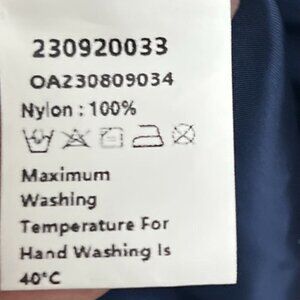 230920033
OA230809034
Nylon : 100%
Maximum
Washing
Temperature For
Hand Washing Is
40°C